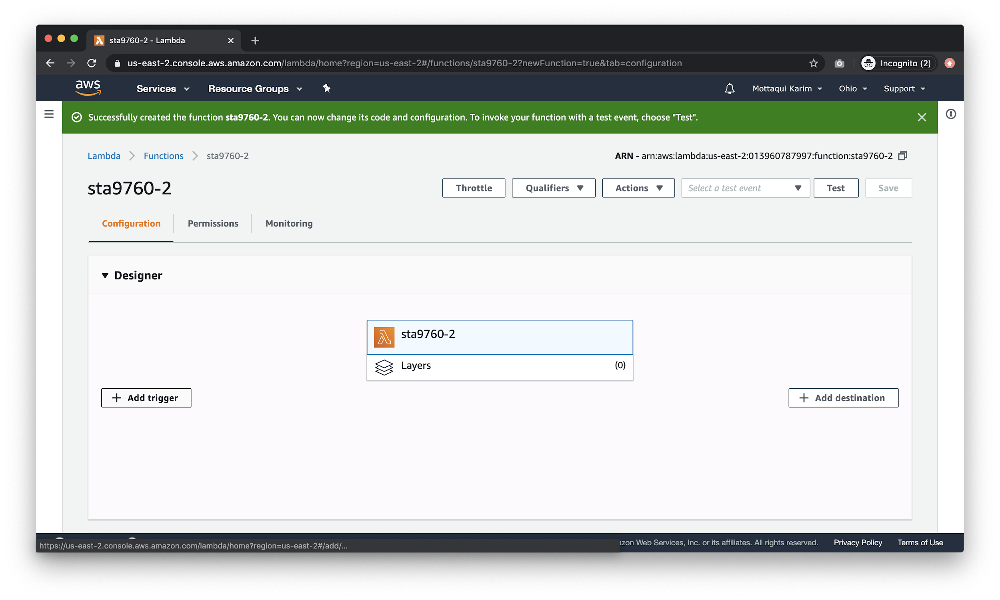 sta9760-2 - Lambda
us-east-2.console.aws.amazon.com/lambda/home?region=us-east-2#/functions/sta9760-2?newFunction=true&tab=configuration
Incognito (2)
aws
Services
Resource Groups
Mottaqui Karim
Ohio
Support
Successfully created the function sta9760-2. You can now change its code and configuration. To invoke your function with a test event, choose "Test".
Lambda
Functions
sta9760-2
ARN - arn:aws:lambda:us-east-2:013960787997:function:sta9760-2
sta9760-2
Throttle
Qualifiers
Actions
Select a test event
Test
Save
Configuration
Permissions
Monitoring
Designer
sta9760-2
Layers
(0)
Add trigger
Add destination
https://us-east-2.console.aws.amazon.com/lambda/home?region=us-east-2#/add/...
Web Services, Inc. or its affiliates. All rights reserved.
Privacy Policy
Terms of Use